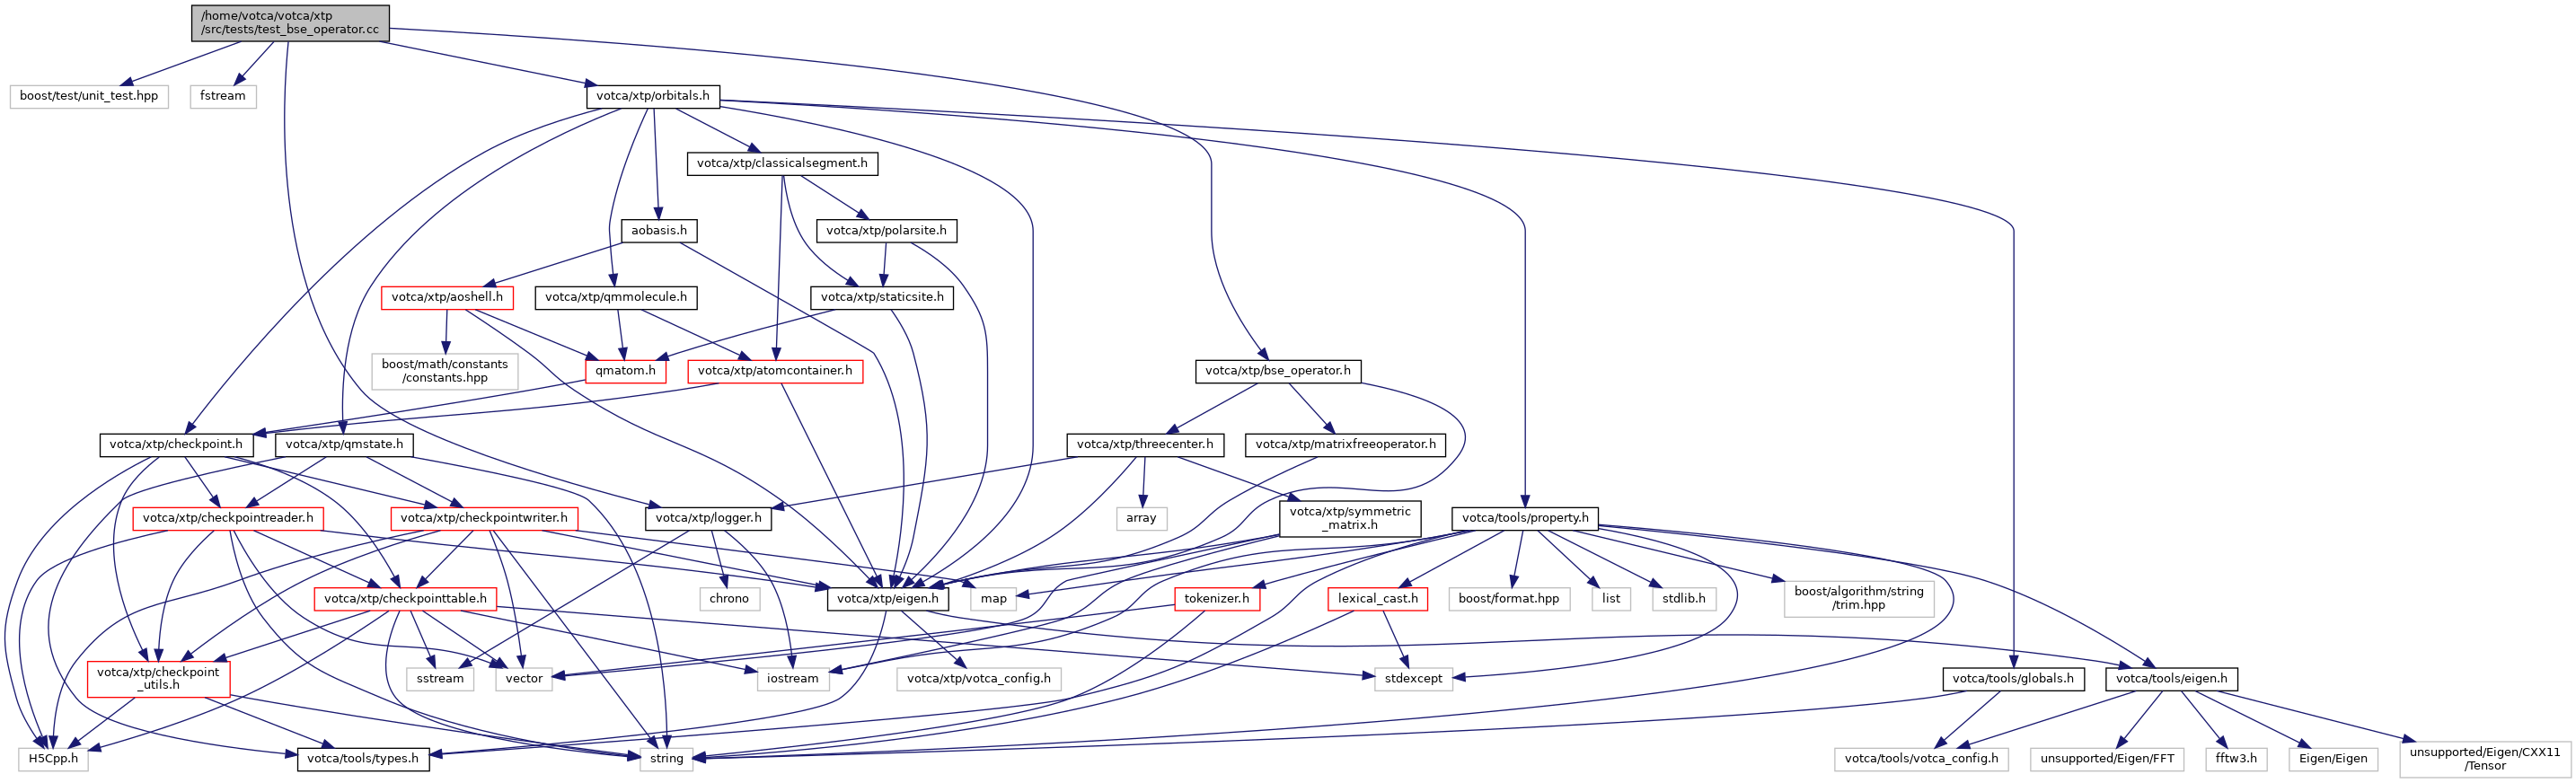 /home/votca/votca/xtp
/src/tests/test_bse_operator.cc
boost/test/unit_test.hpp
fstream
votca/xtp/orbitals.h
votca/xtp/classicalsegment.h
aobasis.h
votca/xtp/polarsite.h
votca/xtp/aoshell.h
votca/xtp/qmmolecule.h
votca/xtp/staticsite.h
boost/math/constants
/constants.hpp
qmatom.h
votca/xtp/atomcontainer.h
votca/xtp/bse_operator.h
votca/xtp/checkpoint.h
votca/xtp/qmstate.h
votca/xtp/threecenter.h
votca/xtp/matrixfreeoperator.h
votca/xtp/checkpointreader.h
votca/xtp/checkpointwriter.h
votca/xtp/logger.h
array
votca/xtp/symmetric
_matrix.h
votca/tools/property.h
votca/xtp/checkpointtable.h
chrono
votca/xtp/eigen.h
map
tokenizer.h
lexical_cast.h
boost/format.hpp
list
stdlib.h
boost/algorithm/string
/trim.hpp
votca/xtp/checkpoint
_utils.h
sstream
vector
iostream
votca/xtp/votca_config.h
stdexcept
votca/tools/globals.h
votca/tools/eigen.h
H5Cpp.h
votca/tools/types.h
string
votca/tools/votca_config.h
unsupported/Eigen/FFT
fftw3.h
Eigen/Eigen
unsupported/Eigen/CXX11
/Tensor